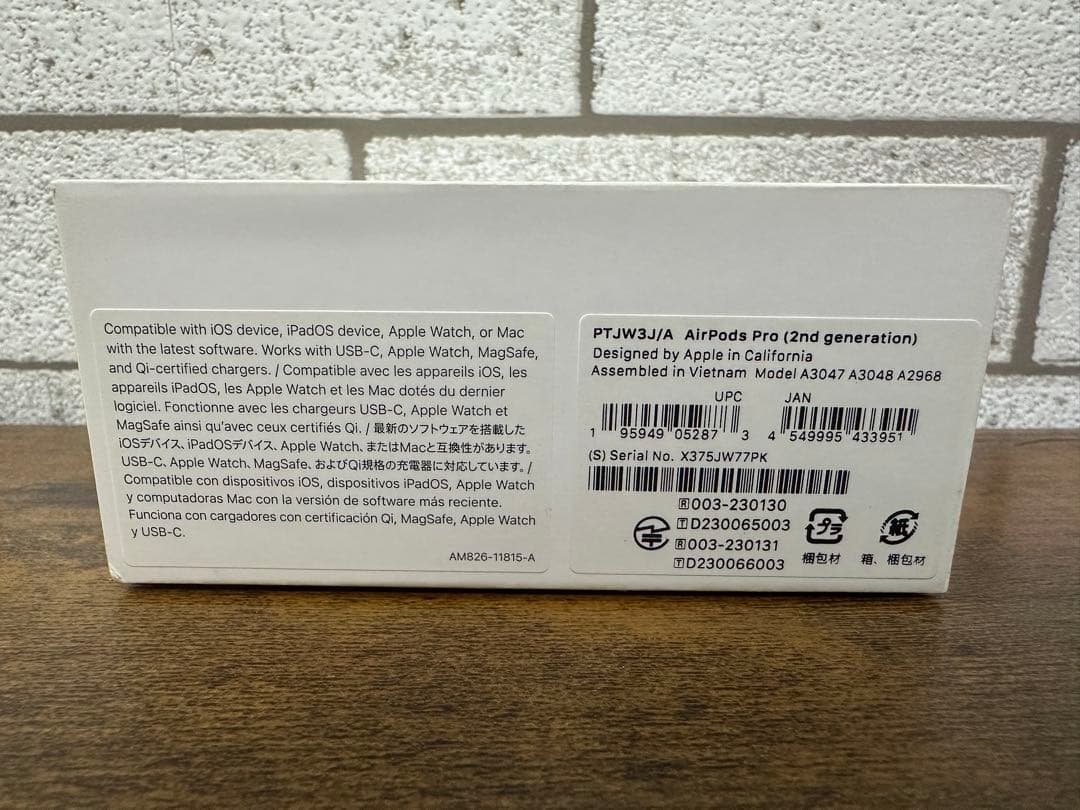 Compatible with iOS device, iPadOS device, Apple Watch, or Mac
with the latest software. Works with USB-C, Apple Watch, MagSafe,
and Qi-certified chargers. / Compatible avec les appareils iOS, les
appareils iPadOS, les Apple Watch et les Mac dotés du dernier
logiciel. Fonctionne avec les chargeurs USB-C, Apple Watch et
MagSafe ainsi qu'avec ceux certifiés Qi. / 最新のソフトウェアを搭載した
iOSデバイス、iPadOSデバイス、Apple Watch、またはMacと互換性があります。
USB-C、Apple Watch、MagSafe、およびQi規格の充電器に対応しています。/
Compatible con dispositivos iOS, dispositivos iPadOS, Apple Watch
y computadoras Mac con la versión de software más reciente.
Funciona con cargadores con certificación Qi, MagSafe, Apple Watch
y USB-C.
AM826-11815-A
PTJW3J/A AirPods Pro (2nd generation)
Designed by Apple in California
Assembled in Vietnam Model A3047 A3048 A2968
UPC JAN
1 95949 05287 3 4 549995 433951
(S) Serial No. X375JW77PK
R 003-230130
T D230065003
R 003-230131
T D230066003
プラ
梱包材
紙
箱、梱包材